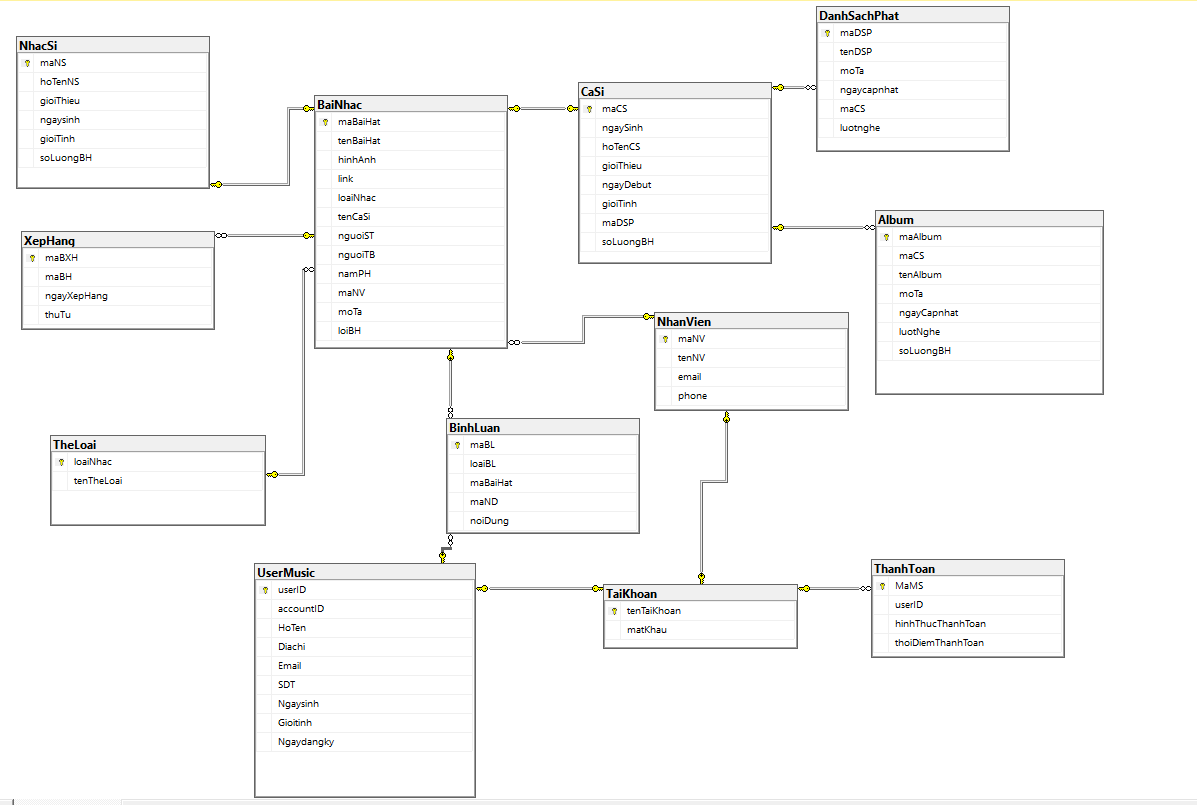 NhacSi
maNS
hoTenNS
gioiThieu
ngaysinh
gioiTinh
soLuongBH
BaiNhac
maBaiHat
tenBaiHat
hinhAnh
link
loaiNhac
tenCaSi
nguoiST
nguoiTB
namPH
maNV
moTa
loiBH
CaSi
maCS
ngaySinh
hoTenCS
gioiThieu
ngayDebut
gioiTinh
maDSP
soLuongBH
DanhSachPhat
maDSP
tenDSP
moTa
ngaycapnhat
maCS
luotnghe
XepHang
maBXH
maBH
ngayXepHang
thuTu
Album
maAlbum
maCS
tenAlbum
moTa
ngayCapnhat
luotNghe
soLuongBH
NhanVien
maNV
tenNV
email
phone
TheLoai
loaiNhac
tenTheLoai
BinhLuan
maBL
loaiBL
maBaiHat
maND
noiDung
UserMusic
userID
accountID
HoTen
Diachi
Email
SDT
Ngaysinh
Gioitinh
Ngaydangky
TaiKhoan
tenTaiKhoan
matKhau
ThanhToan
MaMS
userID
hinhThucThanhToan
thoiDiemThanhToan